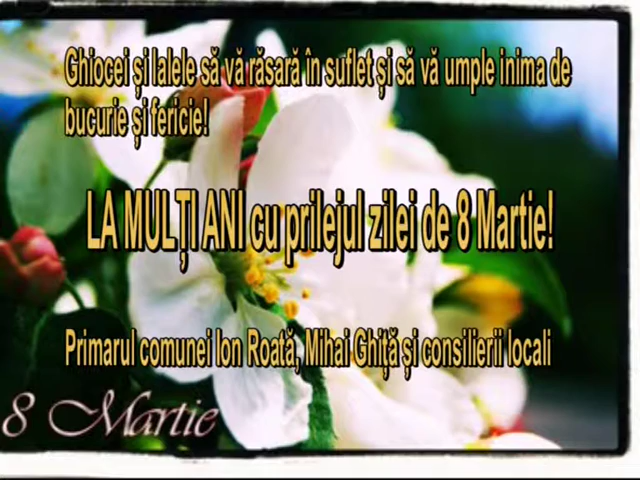 Ghiocei și lalele să vă răsară în suflet și să vă umple inima de
bucurie și fericie!
LA MULȚI ANI cu prilejul zilei de 8 Martie!
Primarul comunei Ion Roată, Mihai Ghiță și consilierii locali
8 Martie